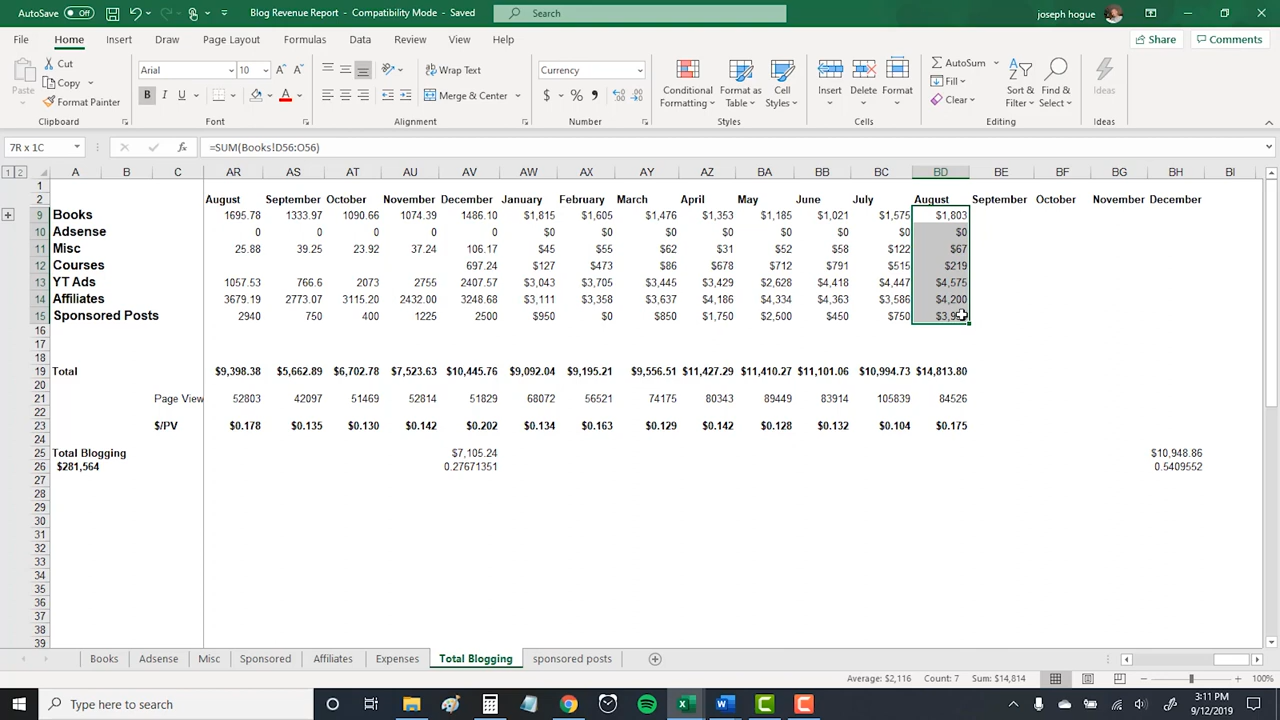 AutoSave Off Blog Revenue Report - Compatibility Mode - Saved Search joseph hogue
File Home Insert Draw Page Layout Formulas Data Review View Help Share Comments
Paste Cut Copy Format Painter Clipboard
Arial 10 B I U A Font
Wrap Text Merge & Center Alignment
Currency $ % , Number
Conditional Formatting Format as Table Cell Styles Styles
Insert Delete Format Cells
AutoSum Fill Clear Sort & Filter Find & Select Editing
Ideas Ideas
7R x 1C fx =SUM(Books!D56:O56)
1 2 A B C AR AS AT AU AV AW AX AY AZ BA BB BC BD BE BF BG BH BI
1
2 August September October November December January February March April May June July August September October November December
9 Books 1695.78 1333.97 1090.66 1074.39 1486.10 $1,815 $1,605 $1,476 $1,353 $1,185 $1,021 $1,575 $1,803
10 Adsense 0 0 0 0 0 $0 $0 $0 $0 $0 $0 $0 $0
11 Misc 25.88 39.25 23.92 37.24 106.17 $45 $55 $62 $31 $52 $58 $122 $67
12 Courses 697.24 $127 $473 $86 $678 $712 $791 $515 $219
13 YT Ads 1057.53 766.6 2073 2755 2407.57 $3,043 $3,705 $3,445 $3,429 $2,628 $4,418 $4,447 $4,575
14 Affiliates 3679.19 2773.07 3115.20 2432.00 3248.68 $3,111 $3,358 $3,637 $4,186 $4,334 $4,363 $3,586 $4,200
15 Sponsored Posts 2940 750 400 1225 2500 $950 $0 $850 $1,750 $2,500 $450 $750
16
17
18
19 Total $9,398.38 $5,662.89 $6,702.78 $7,523.63 $10,445.76 $9,092.04 $9,195.21 $9,556.51 $11,427.29 $11,410.27 $11,101.06 $10,994.73 $14,813.80
20
21 Page View 52803 42097 51469 52814 51829 68072 56521 74175 80343 89449 83914 105839 84526
22
23 $/PV $0.178 $0.135 $0.130 $0.142 $0.202 $0.134 $0.163 $0.129 $0.142 $0.128 $0.132 $0.104 $0.175
24
25 Total Blogging $7,105.24 $10,948.86
26 $281,564 0.27671351 0.5409552
27
28
29
30
31
32
33
34
35
36
37
38
39
Books Adsense Misc Sponsored Affiliates Expenses Total Blogging sponsored posts
Average: $2,116 Count: 7 Sum: $14,814 100%
Type here to search 3:11 PM
9/12/2019